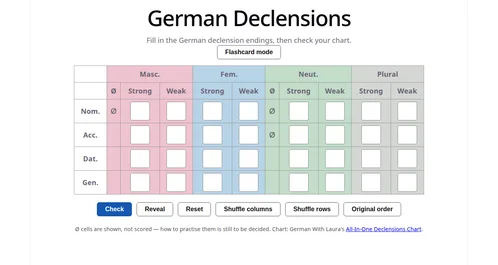 German Declensions
Fill in the German declension endings, then check your chart.
Flashcard mode
Masc. Fem. Neut. Plural
Ø Strong Weak Strong Weak Ø Strong Weak Strong Weak
Nom. Ø Ø
Acc. Ø
Dat.
Gen.
Check Reveal Reset Shuffle columns Shuffle rows Original order
Ø cells are shown, not scored — how to practise them is still to be decided. Chart: German With Laura's All-In-One Declensions Chart.